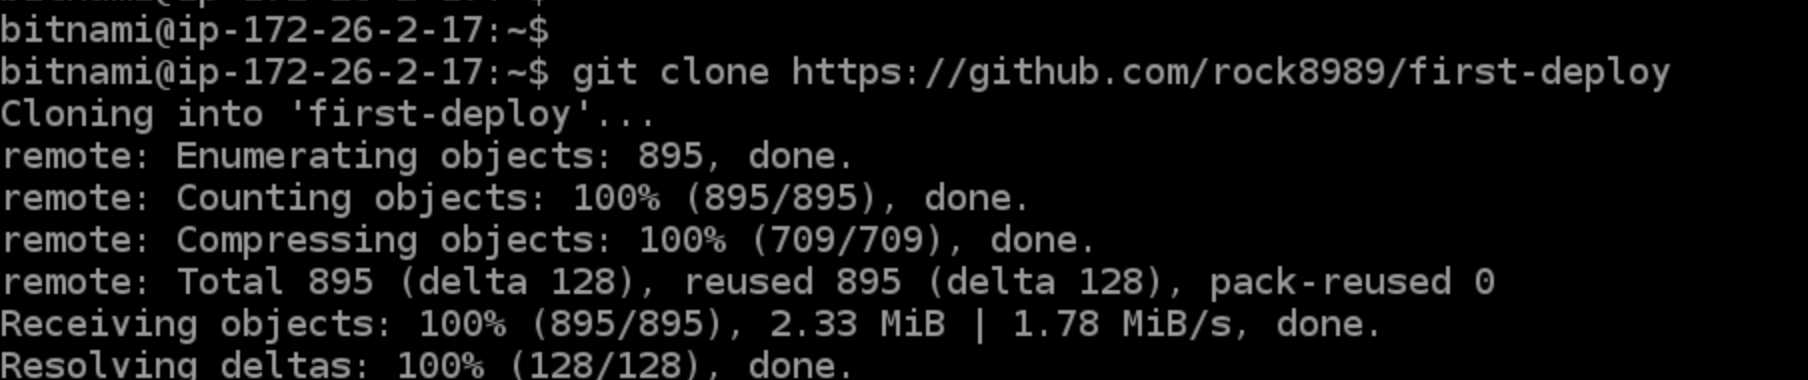 bitnami@ip-172-26-2-17:~$
bitnami@ip-172-26-2-17:~$ git clone https://github.com/rock8989/first-deploy
Cloning into 'first-deploy'...
remote: Enumerating objects: 895, done.
remote: Counting objects: 100% (895/895), done.
remote: Compressing objects: 100% (709/709), done.
remote: Total 895 (delta 128), reused 895 (delta 128), pack-reused 0
Receiving objects: 100% (895/895), 2.33 MiB | 1.78 MiB/s, done.
Resolving deltas: 100% (128/128), done.